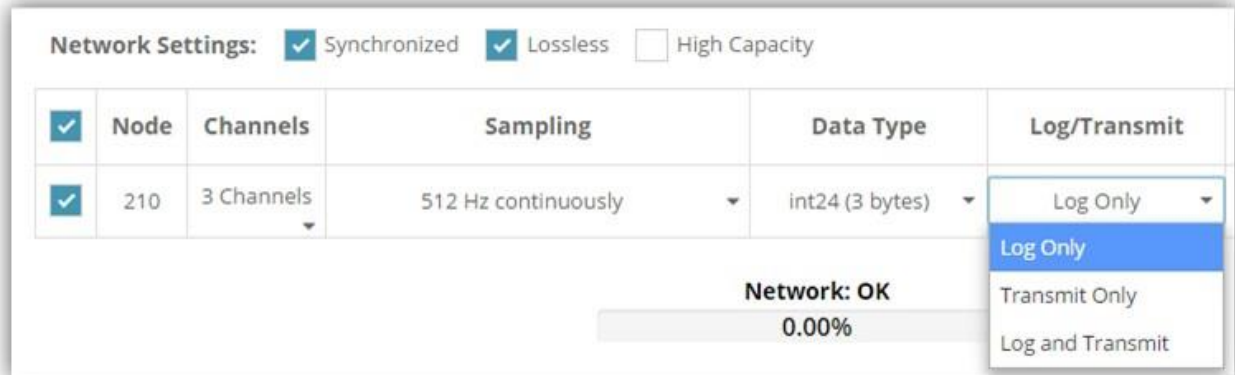 Network Settings: Synchronized Lossless High Capacity
Node Channels Sampling Data Type Log/Transmit
210 3 Channels 512 Hz continuously int24 (3 bytes) Log Only
Log Only
Network: OK
Transmit Only
0.00%
Log and Transmit